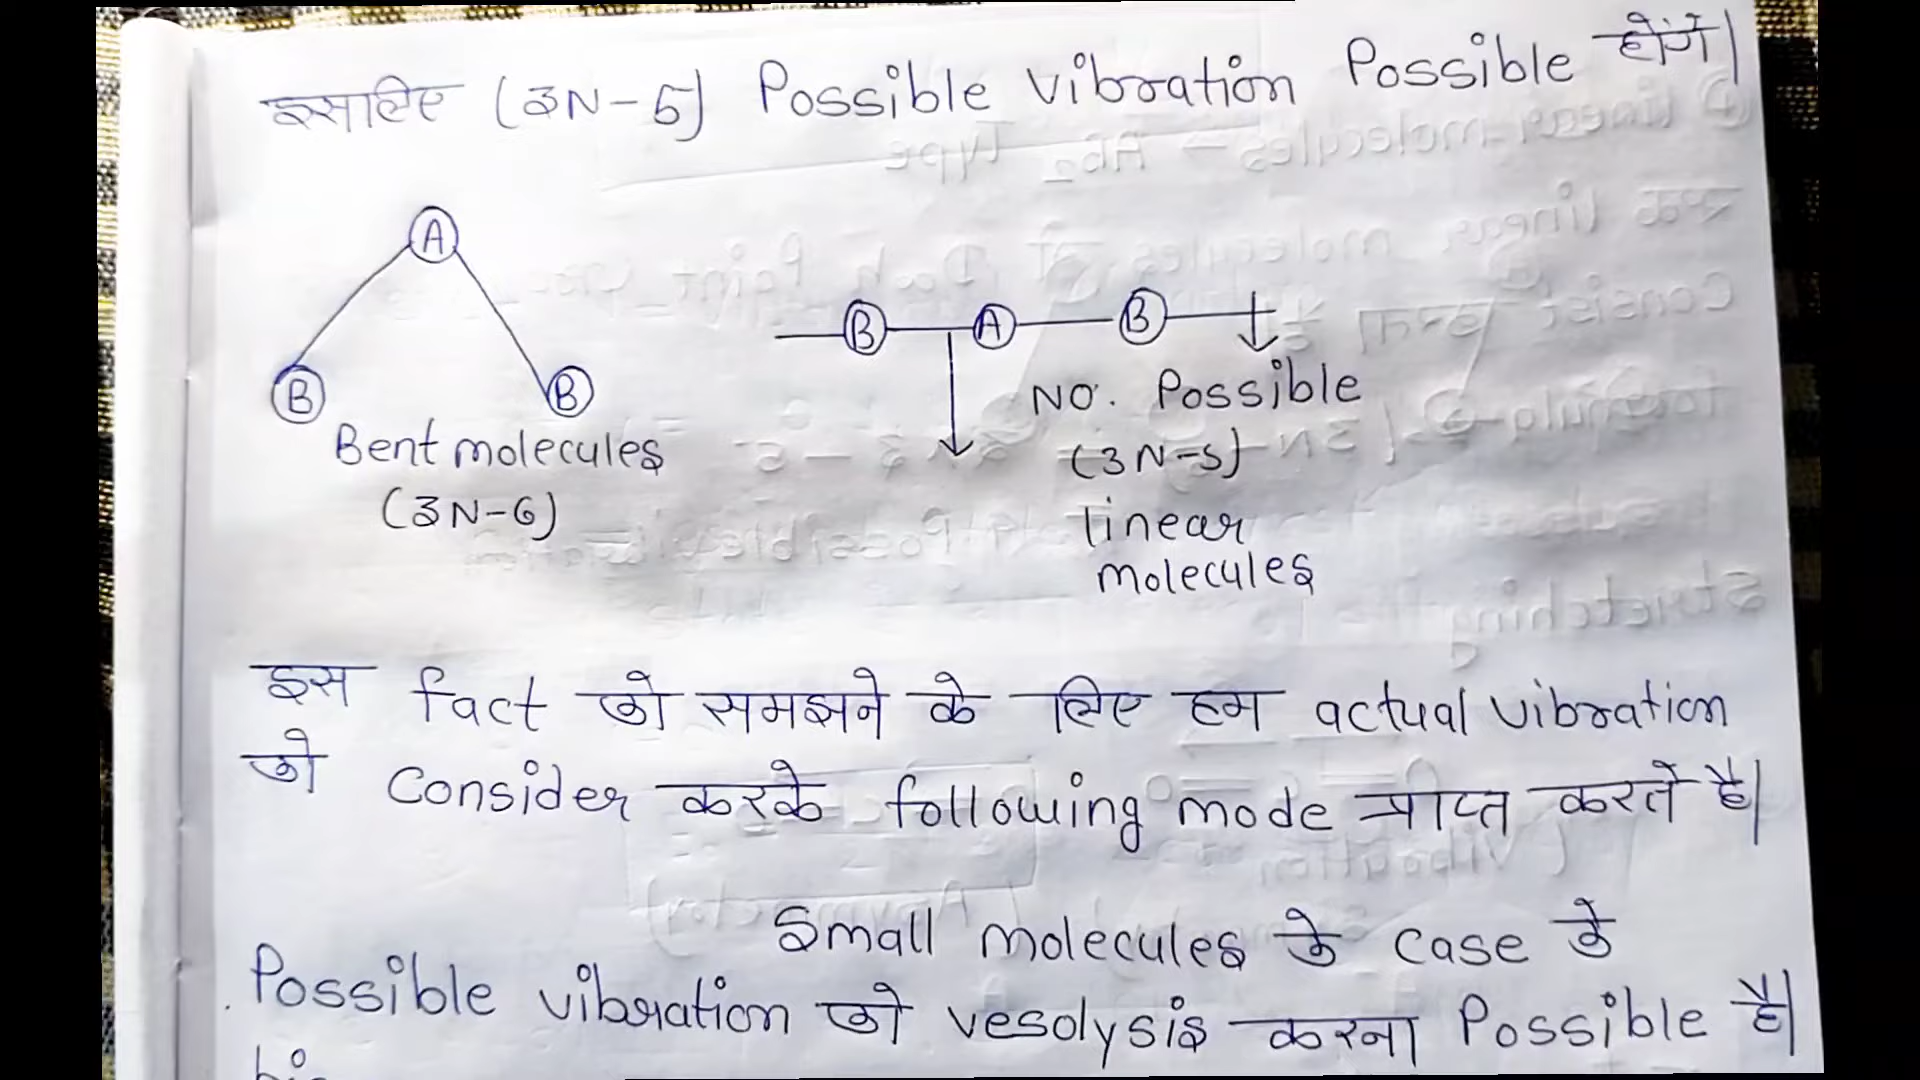 इसलिए (3N-5) Possible vibration Possible होंगे।
A
B B
Bent molecules
(3N-6)
B A B
NO. Possible
(3N-5)
linear
molecules
इस fact को समझने के लिए हम actual vibration
को Consider करके following mode प्राप्त करते है।
Small molecules के case के
Possible vibration को vesolysis करना Possible है।